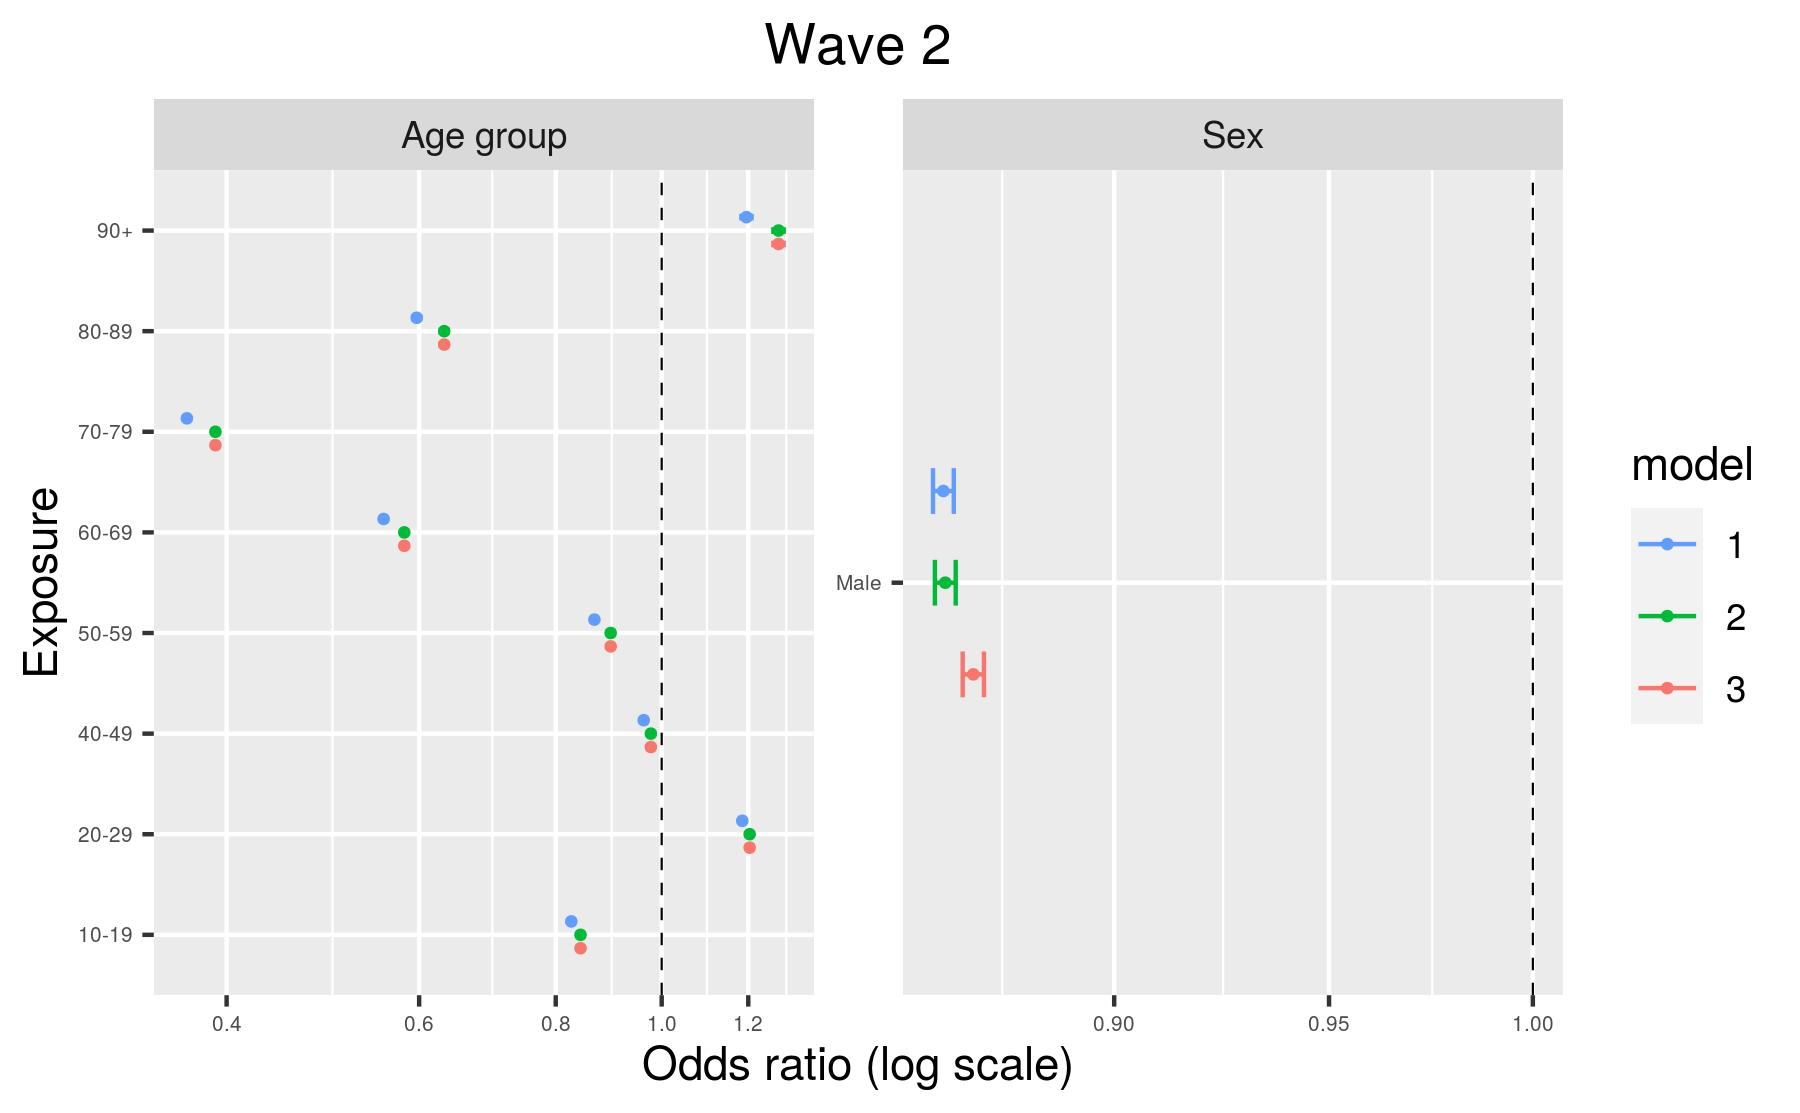 Wave 2
Age group
Sex
Exposure
90+
80-89
70-79
60-69
50-59
40-49
20-29
10-19
Male
0.4 0.6 0.8 1.0 1.2
0.90 0.95 1.00
Odds ratio (log scale)
model
1
2
3